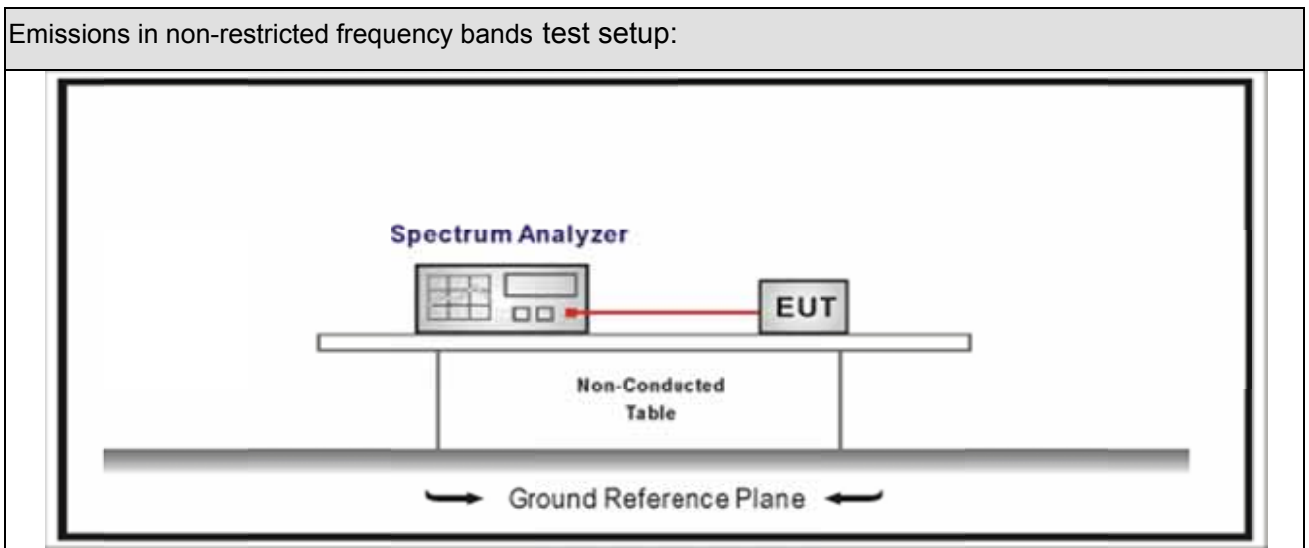 Emissions in non-restricted frequency bands test setup:
Spectrum Analyzer
EUT
Non-Conducted
Table
Ground Reference Plane